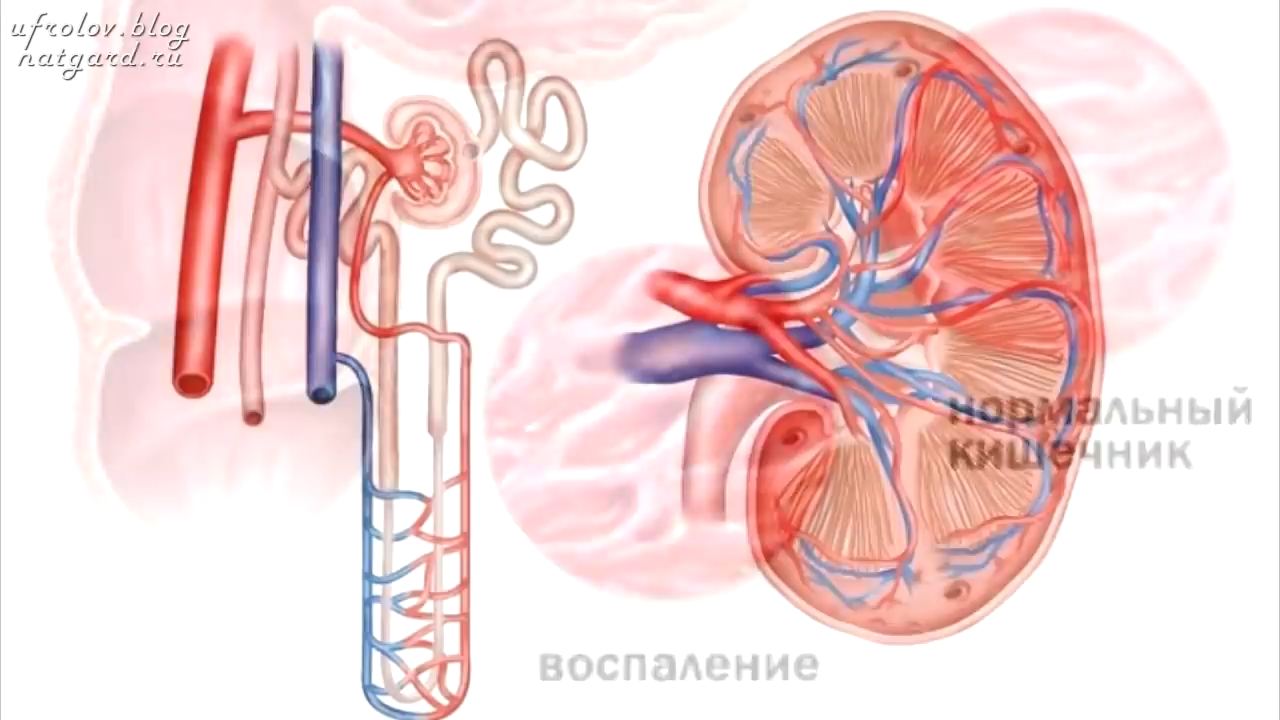 ufrolov.blog
natgard.ru
нормальный
кишечник
воспаление